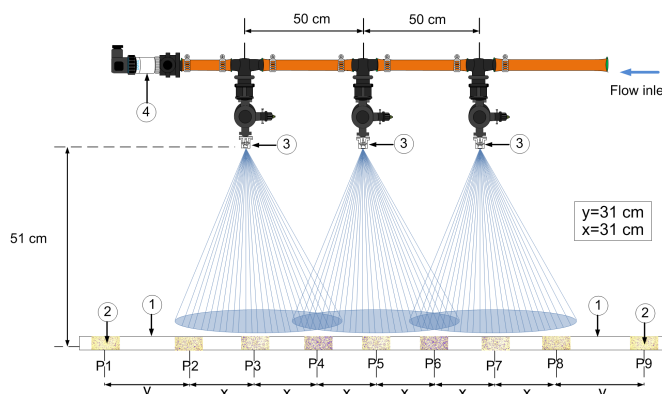 50 cm 50 cm
Flow inlet
4
3 3 3
51 cm
y=31 cm
x=31 cm
2 1 1 2
P1 P2 P3 P4 P5 P6 P7 P8 P9
y x x x x x x y